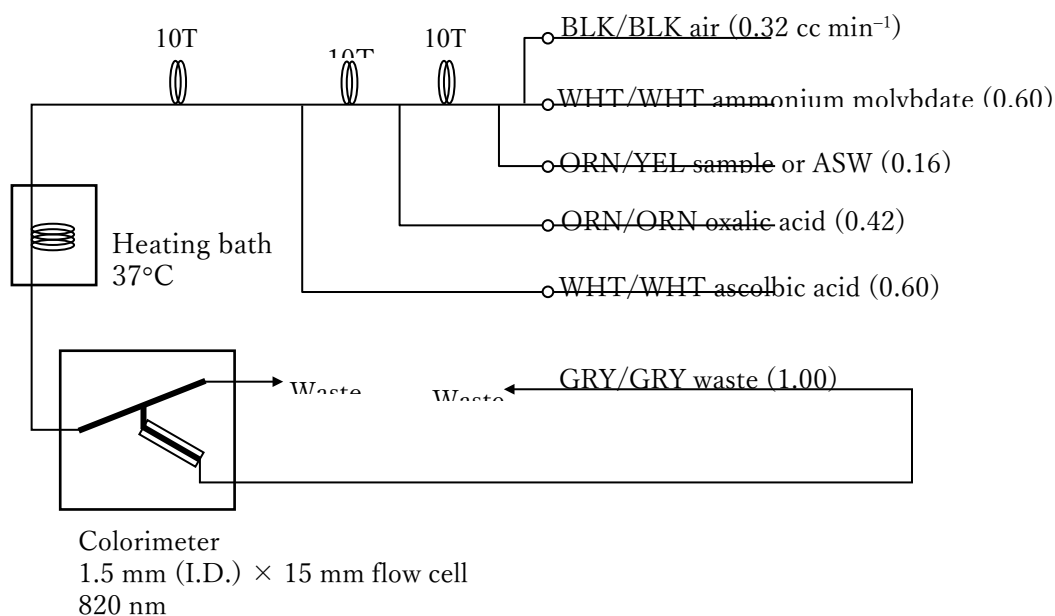 10T
10T
10T
BLK/BLK air (0.32 cc min⁻¹)
WHT/WHT ammonium molybdate (0.60)
ORN/YEL sample or ASW (0.16)
ORN/ORN oxalic acid (0.42)
WHT/WHT ascolbic acid (0.60)
Heating bath
37°C
GRY/GRY waste (1.00)
Waste
Waste
Colorimeter
1.5 mm (I.D.) × 15 mm flow cell
820 nm